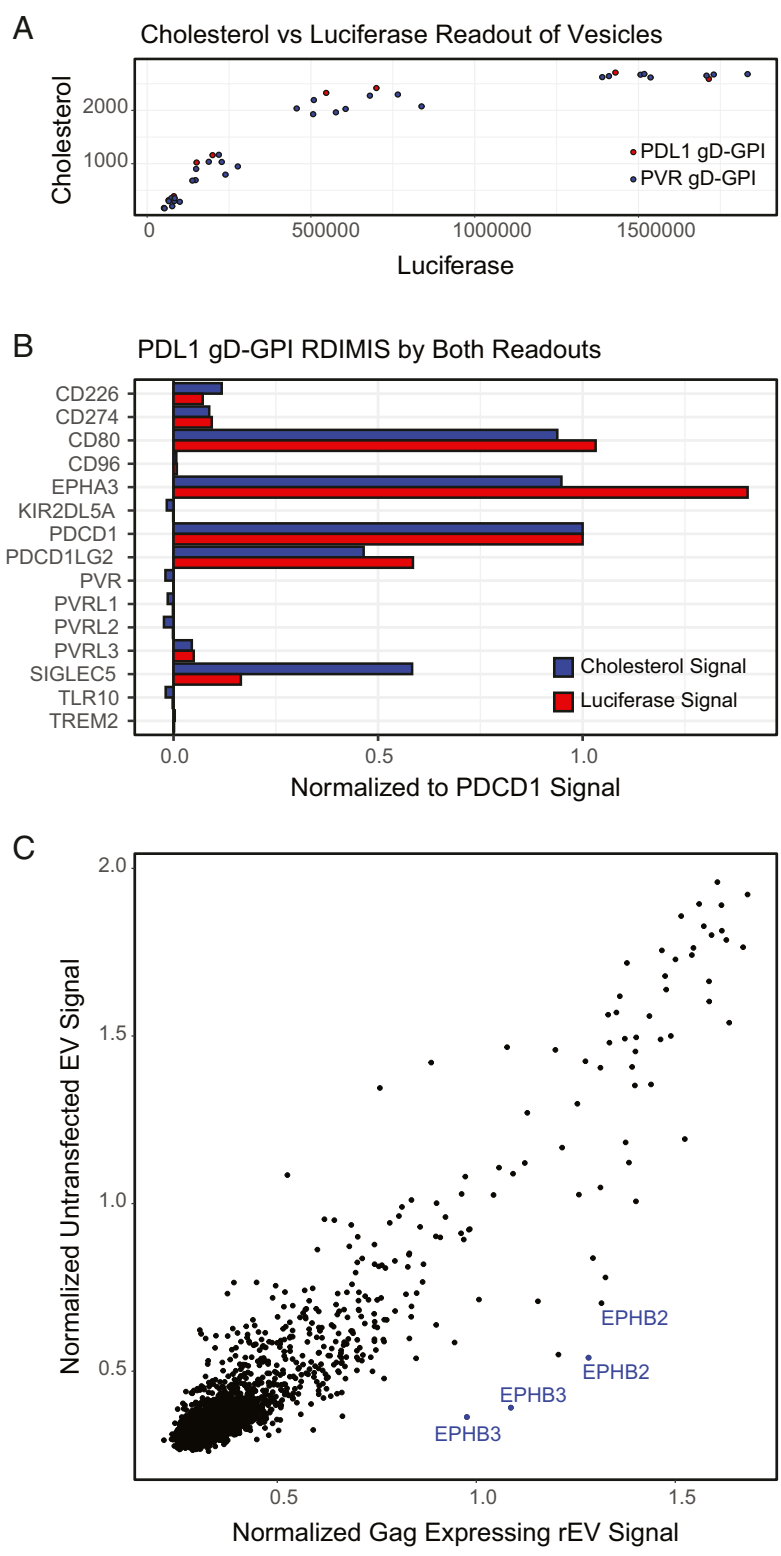 A
Cholesterol vs Luciferase Readout of Vesicles
Cholesterol
2000
1000
PDL1 gD-GPI
PVR gD-GPI
0
500000
1000000
1500000
Luciferase
B
PDL1 gD-GPI RDIMIS by Both Readouts
CD226
CD274
CD80
CD96
EPHA3
KIR2DL5A
PDCD1
PDCD1LG2
PVR
PVRL1
PVRL2
PVRL3
SIGLEC5
TLR10
TREM2
Cholesterol Signal
Luciferase Signal
0.0
0.5
1.0
Normalized to PDCD1 Signal
C
Normalized Untransfected EV Signal
2.0
1.5
1.0
0.5
EPHB2
EPHB2
EPHB3
EPHB3
0.5
1.0
1.5
Normalized Gag Expressing rEV Signal